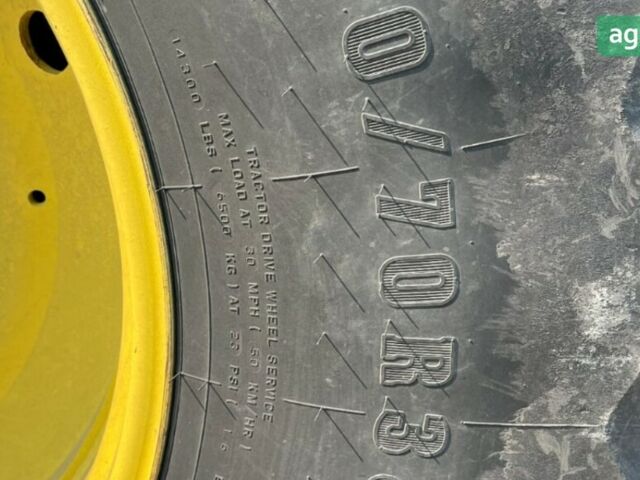 0/70R3
TRACTOR DRIVE WHEEL SERVICE
MAX LOAD AT 30 MPH ( 50 KM/HR )
14300 LBS ( 6500 KG ) AT 23 PSI ( 1.6
ag